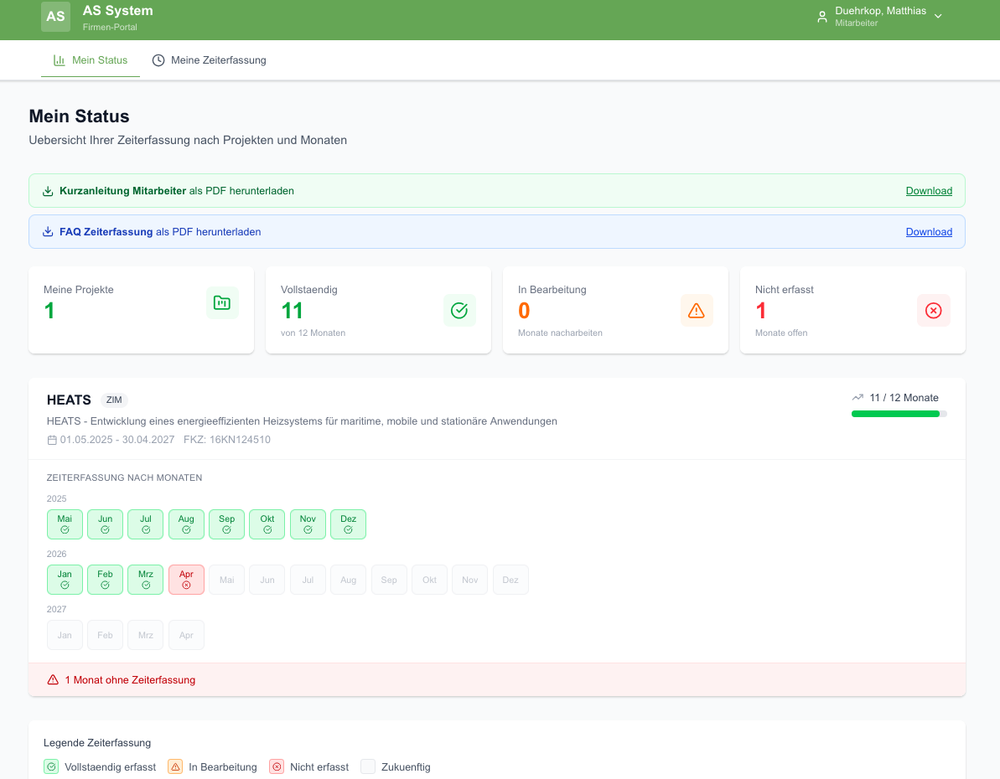 AS
AS System
Firmen-Portal
Duehrkop, Matthias
Mitarbeiter
Mein Status
Meine Zeiterfassung
Mein Status
Uebersicht Ihrer Zeiterfassung nach Projekten und Monaten
Kurzanleitung Mitarbeiter als PDF herunterladen
Download
FAQ Zeiterfassung als PDF herunterladen
Download
Meine Projekte
1
Vollstaendig
11
von 12 Monaten
In Bearbeitung
0
Monate nacharbeiten
Nicht erfasst
1
Monate offen
HEATS ZIM
11 / 12 Monate
HEATS - Entwicklung eines energieeffizienten Heizsystems für maritime, mobile und stationäre Anwendungen
01.05.2025 - 30.04.2027 FKZ: 16KN124510
ZEITERFASSUNG NACH MONATEN
2025
Mai Jun Jul Aug Sep Okt Nov Dez
2026
Jan Feb Mrz Apr Mai Jun Jul Aug Sep Okt Nov Dez
2027
Jan Feb Mrz Apr
1 Monat ohne Zeiterfassung
Legende Zeiterfassung
Vollstaendig erfasst In Bearbeitung Nicht erfasst Zukuenftig